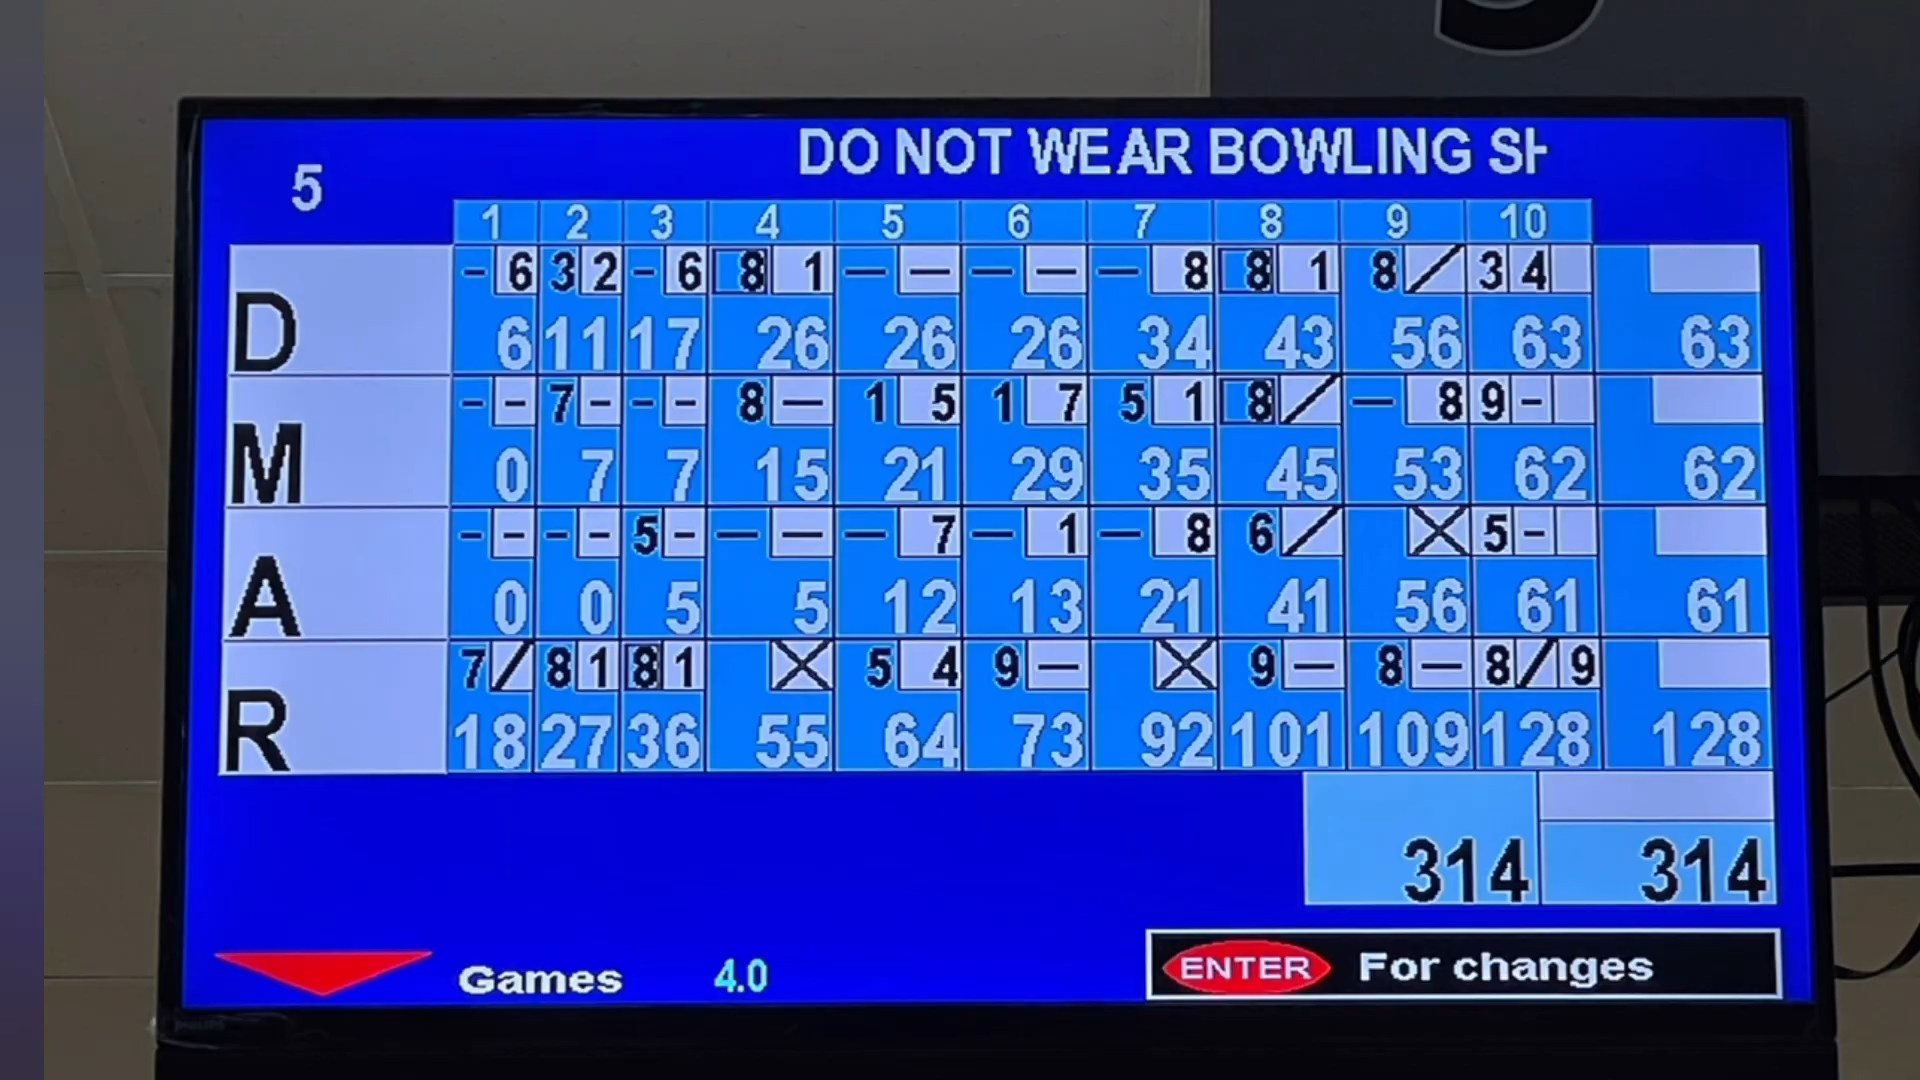 DO NOT WEAR BOWLING SH
5
1 2 3 4 5 6 7 8 9 10
- 6 3 2 - 6 8 1 - - - - - 8 8 1 8 / 3 4
D 6 11 17 26 26 26 34 43 56 63 63
- - 7 - - - 8 - 1 5 1 7 5 1 8 / - 8 9 -
M 0 7 7 15 21 29 35 45 53 62 62
- - - - 5 - - - - 7 - 1 - 8 6 / X 5 -
A 0 0 5 5 12 13 21 41 56 61 61
7 / 8 1 8 1 X 5 4 9 - X 9 - 8 - 8 / 9
R 18 27 36 55 64 73 92 101 109 128 128
314 314
Games 4.0
ENTER For changes